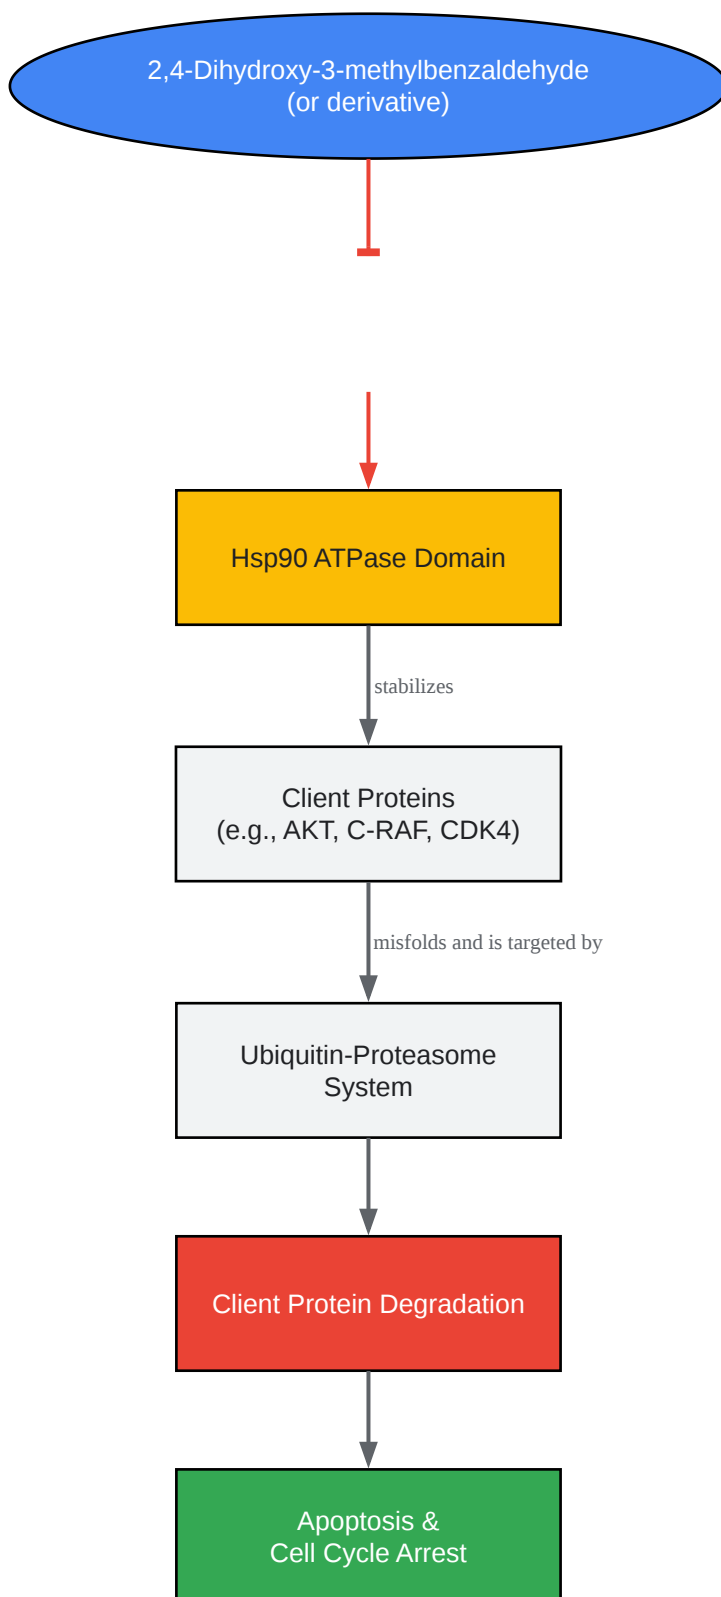 2,4-Dihydroxy-3-methylbenzaldehyde
(or derivative)
Hsp90 ATPase Domain
stabilizes
Client Proteins
(e.g., AKT, C-RAF, CDK4)
misfolds and is targeted by
Ubiquitin-Proteasome
System
Client Protein Degradation
Apoptosis &
Cell Cycle Arrest